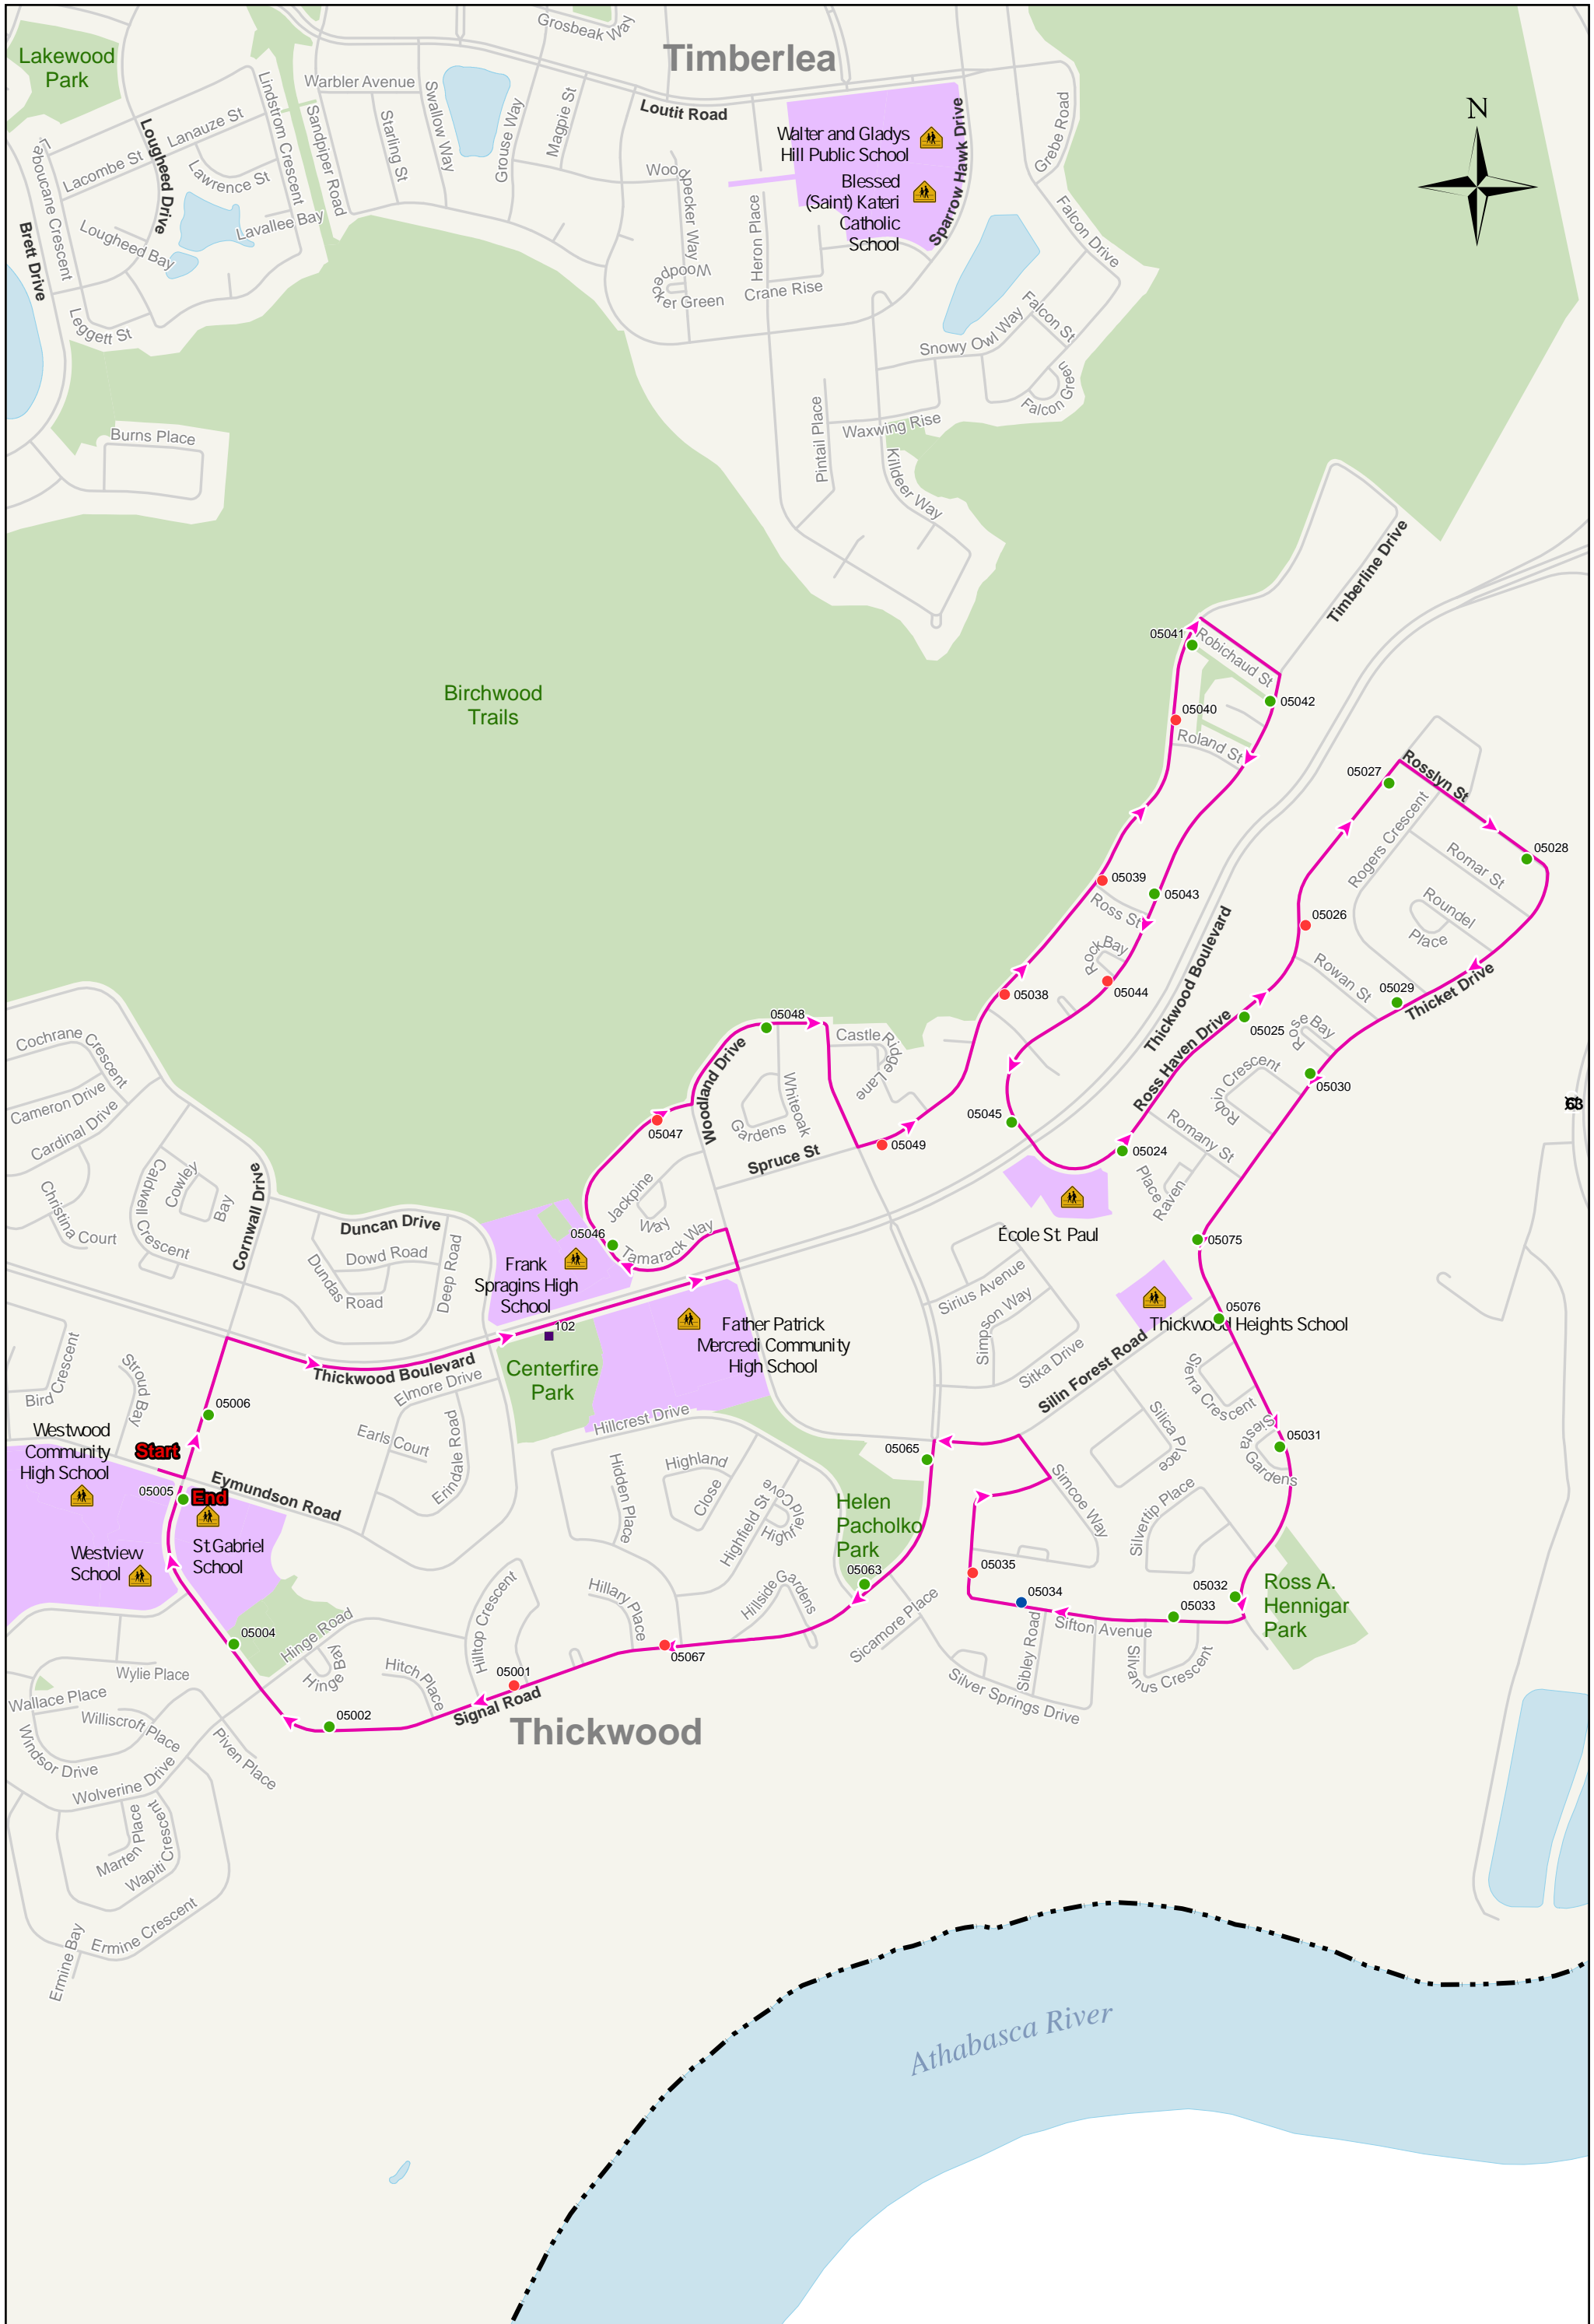 Timberlea
Grosbeak Way
Lakewood
Park
Warbler Avenue
Lindstrom Crescent
Sandpiper Road
Starling St
Swallow Way
Grouse Way
Magpie St
Loutit Road
Lanauze St
Lougheed Drive
Lacombe St
Lawrence St
Laboucane Crescent
Lavallee Bay
Lougheed Bay
Brett Drive
Leggett St
Burns Place
Walter and Gladys
Hill Public School
Blessed
(Saint) Kateri
Catholic
School
Sparrow Hawk Drive
Grebe Road
Falcon Drive
N
Woodpecker Way
Woodpecker Green
Heron Place
Crane Rise
Falcon St
Snowy Owl Way
Falcon Green
Pintail Place
Waxwing Rise
Killdeer Way
Timberline Drive
Birchwood
Trails
05041
Robichaud St
05042
05040
Roland St
05027
Rosslyn St
Rogers Crescent
05028
Romar St
Roundel
Place
05039
Ross St
05043
05026
Rock Bay
05044
05038
Thickwood Boulevard
Rowan St
05029
Thicket Drive
05025
Rose Bay
Ross Haven Drive
Robin Crescent
05030
05048
Castle Ridge Lane
Woodland Drive
Whiteoak
Gardens
05047
05049
Spruce St
05045
05024
Romany St
Raven
Place
63
Cochrane Crescent
Cameron Drive
Cardinal Drive
Christina Court
Caldwell Crescent
Cowley
Bay
Cornwall Drive
Duncan Drive
Dowd Road
Dundas Road
Deep Road
Jackpine
Way
05046
Tamarack Way
Frank
Spragins High
School
École St. Paul
05075
Sirius Avenue
Simpson Way
05076
Thickwood Heights School
102
Father Patrick
Mercredi Community
High School
Centerfire
Park
Thickwood Boulevard
Elmore Drive
Sitka Drive
Silin Forest Road
Sierra Crescent
Siesta
Gardens
05031
Bird Crescent
Stroud Bay
05006
Earls Court
Erindale Road
Hillcrest Drive
Westwood
Community
High School
Start
05005
End
Eymundson Road
St Gabriel
School
Westview
School
Hidden Place
Highland
Close
Highfield St
Highfield Cove
05065
Helen
Pacholko
Park
05063
Simcoe Way
Silica Place
Silvertip Place
05035
05034
05032
05033
Ross A.
Hennigar
Park
Sifton Avenue
Sibley Road
Silvanus Crescent
Sicamore Place
Silver Springs Drive
05004
Hinge Road
Hinge
Bay
Hitch Place
Hilltop Crescent
Hillary Place
Hillside Gardens
05067
05001
05002
Signal Road
Thickwood
Wylie Place
Wallace Place
Williscroft Place
Windsor Drive
Wolverine Drive
Piven Place
Marten Place
Wapiti Crescent
Ermine Crescent
Ermine Bay
Athabasca River